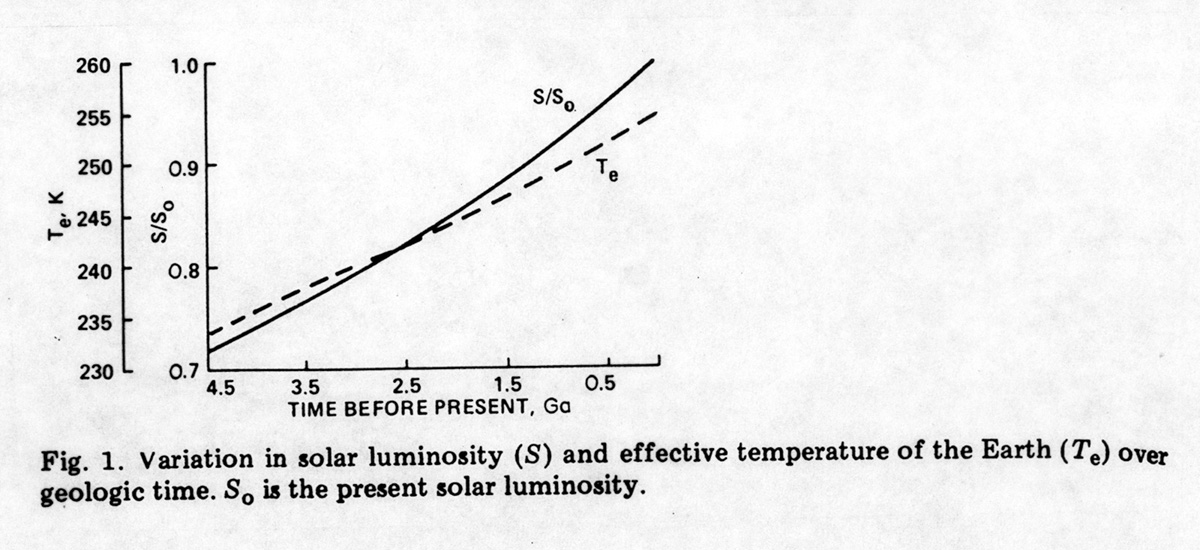 260
255
250
245
240
235
230
Te, K
1.0
0.9
0.8
0.7
S/So
S/So
Te
4.5 3.5 2.5 1.5 0.5
TIME BEFORE PRESENT, Ga
Fig. 1. Variation in solar luminosity (S) and effective temperature of the Earth (Te) over
geologic time. So is the present solar luminosity.